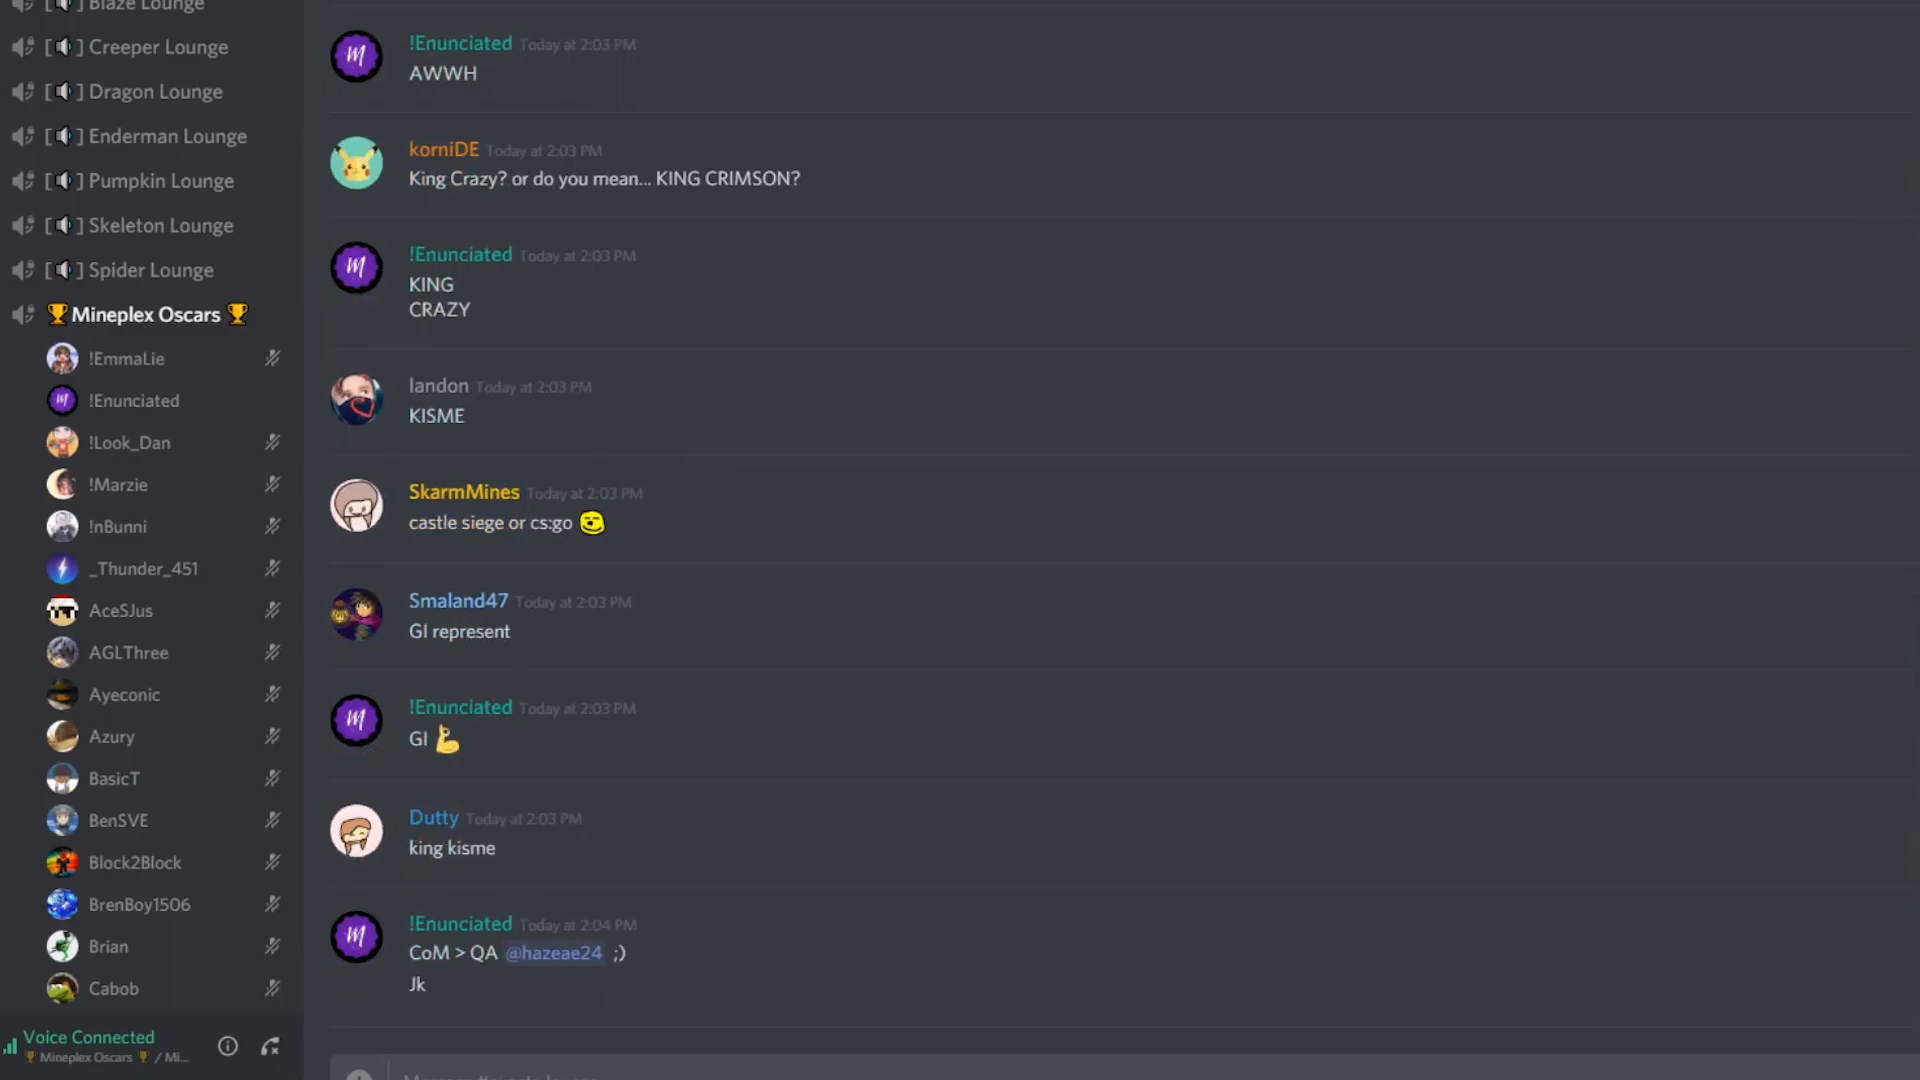 Blaze Lounge
Creeper Lounge
Dragon Lounge
Enderman Lounge
Pumpkin Lounge
Skeleton Lounge
Spider Lounge
🏆 Mineplex Oscars 🏆
!EmmaLie
!Enunciated
!Look_Dan
!Marzie
!nBunni
_Thunder_451
AceSJus
AGLThree
Ayeconic
Azury
BasicT
BenSVE
Block2Block
BrenBoy1506
Brian
Cabob
Voice Connected
🏆 Mineplex Oscars 🏆 / Mi...
!Enunciated Today at 2:03 PM
AWWH
korniDE Today at 2:03 PM
King Crazy? or do you mean... KING CRIMSON?
!Enunciated Today at 2:03 PM
KING
CRAZY
landon Today at 2:03 PM
KISME
SkarmMines Today at 2:03 PM
castle siege or cs:go
Smaland47 Today at 2:03 PM
GI represent
!Enunciated Today at 2:03 PM
GI 💪
Dutty Today at 2:03 PM
king kisme
!Enunciated Today at 2:04 PM
CoM > QA @hazeae24 ;)
Jk